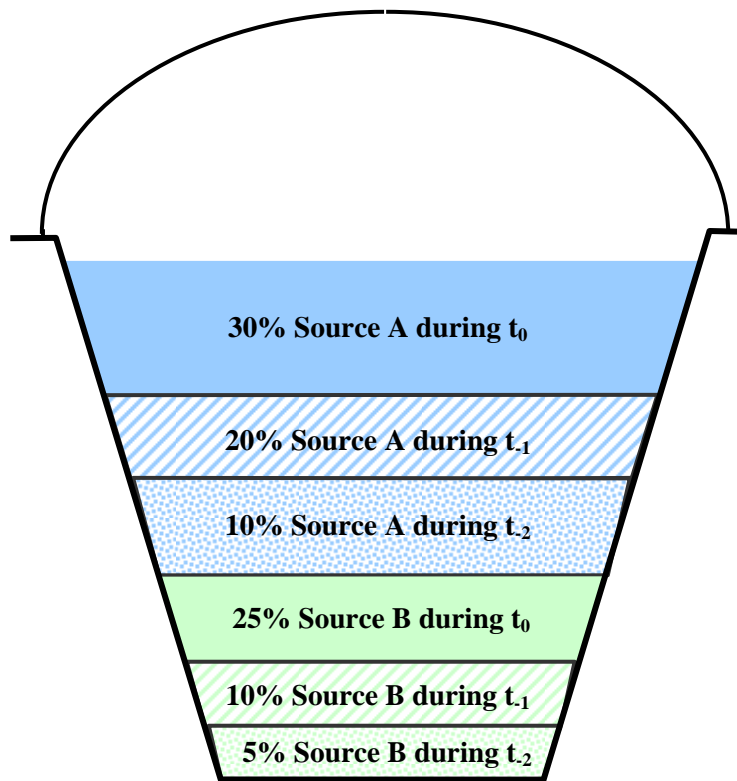 30% Source A during t₀
20% Source A during t₋₁
10% Source A during t₋₂
25% Source B during t₀
10% Source B during t₋₁
5% Source B during t₋₂